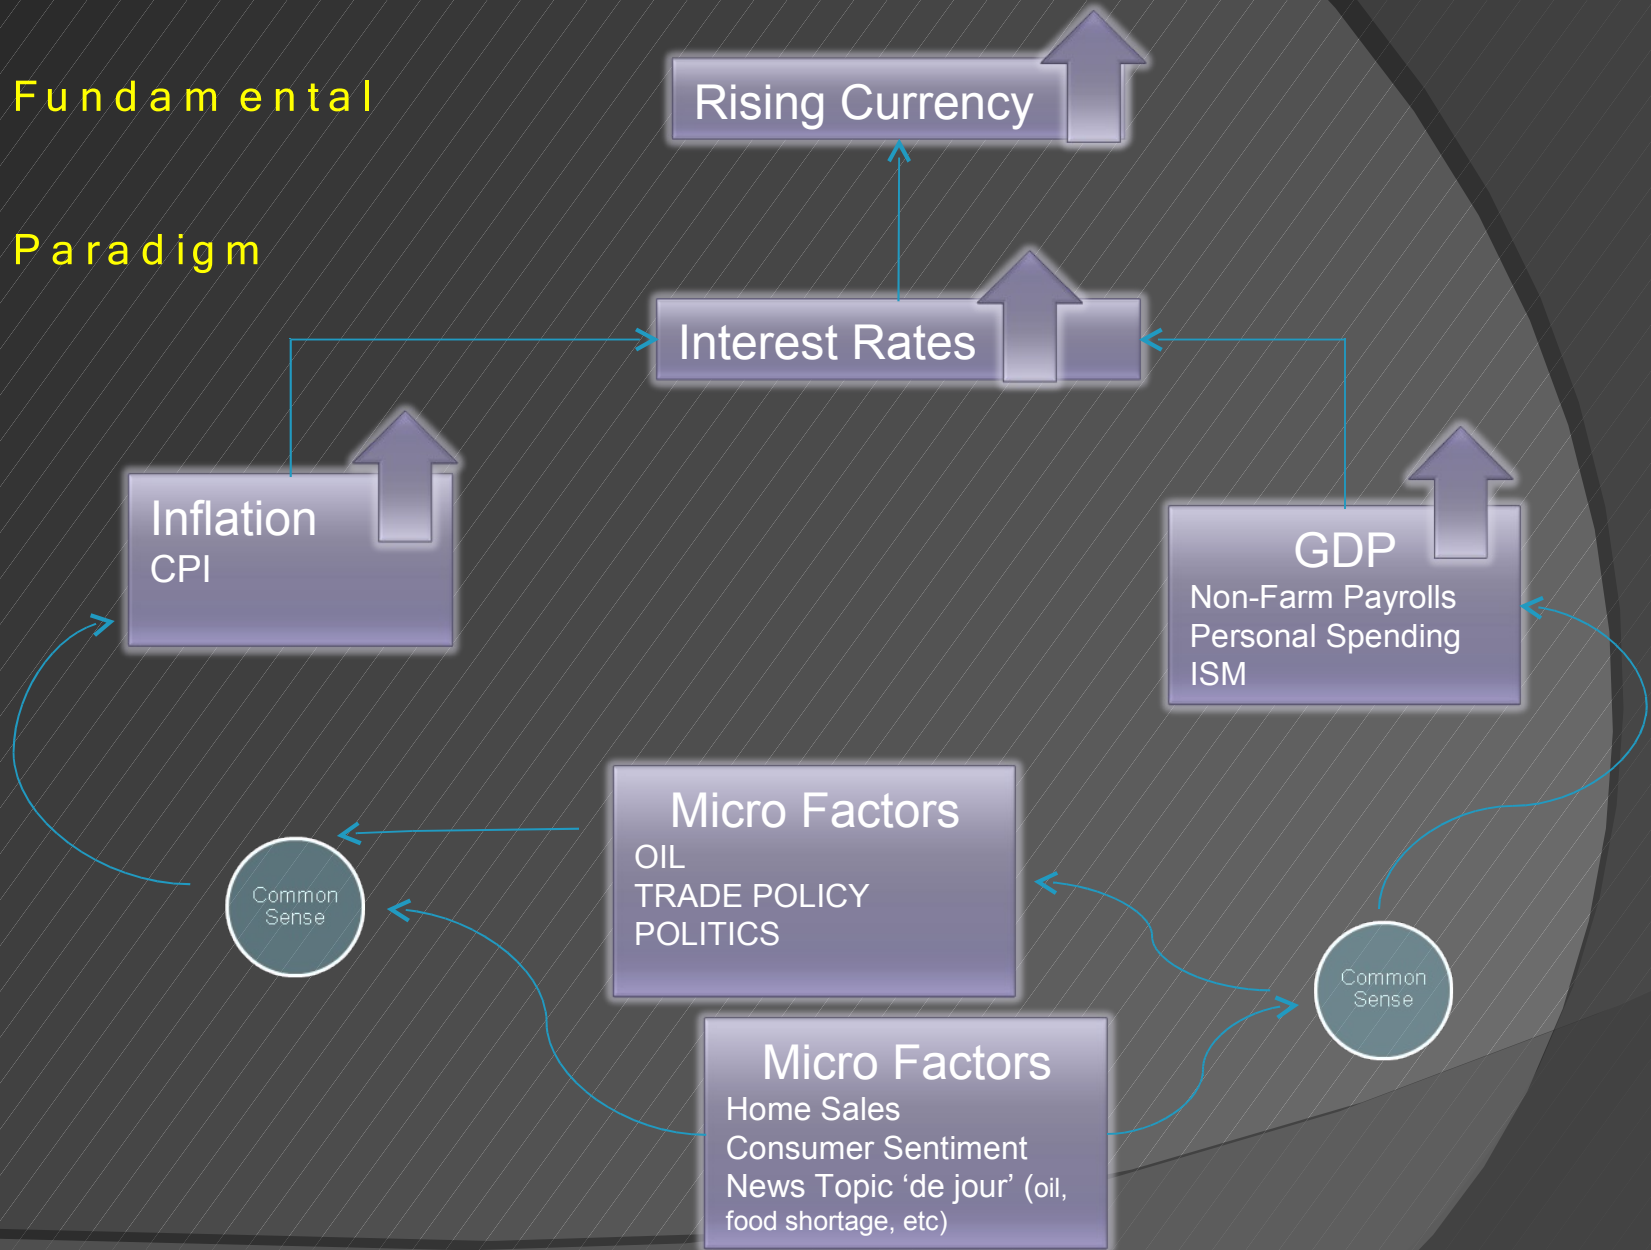 Fundamental
Paradigm
Rising Currency
Interest Rates
Inflation
CPI
GDP
Non-Farm Payrolls
Personal Spending
ISM
Micro Factors
OIL
TRADE POLICY
POLITICS
Common
Sense
Common
Sense
Micro Factors
Home Sales
Consumer Sentiment
News Topic ‘de jour’ (oil,
food shortage, etc)